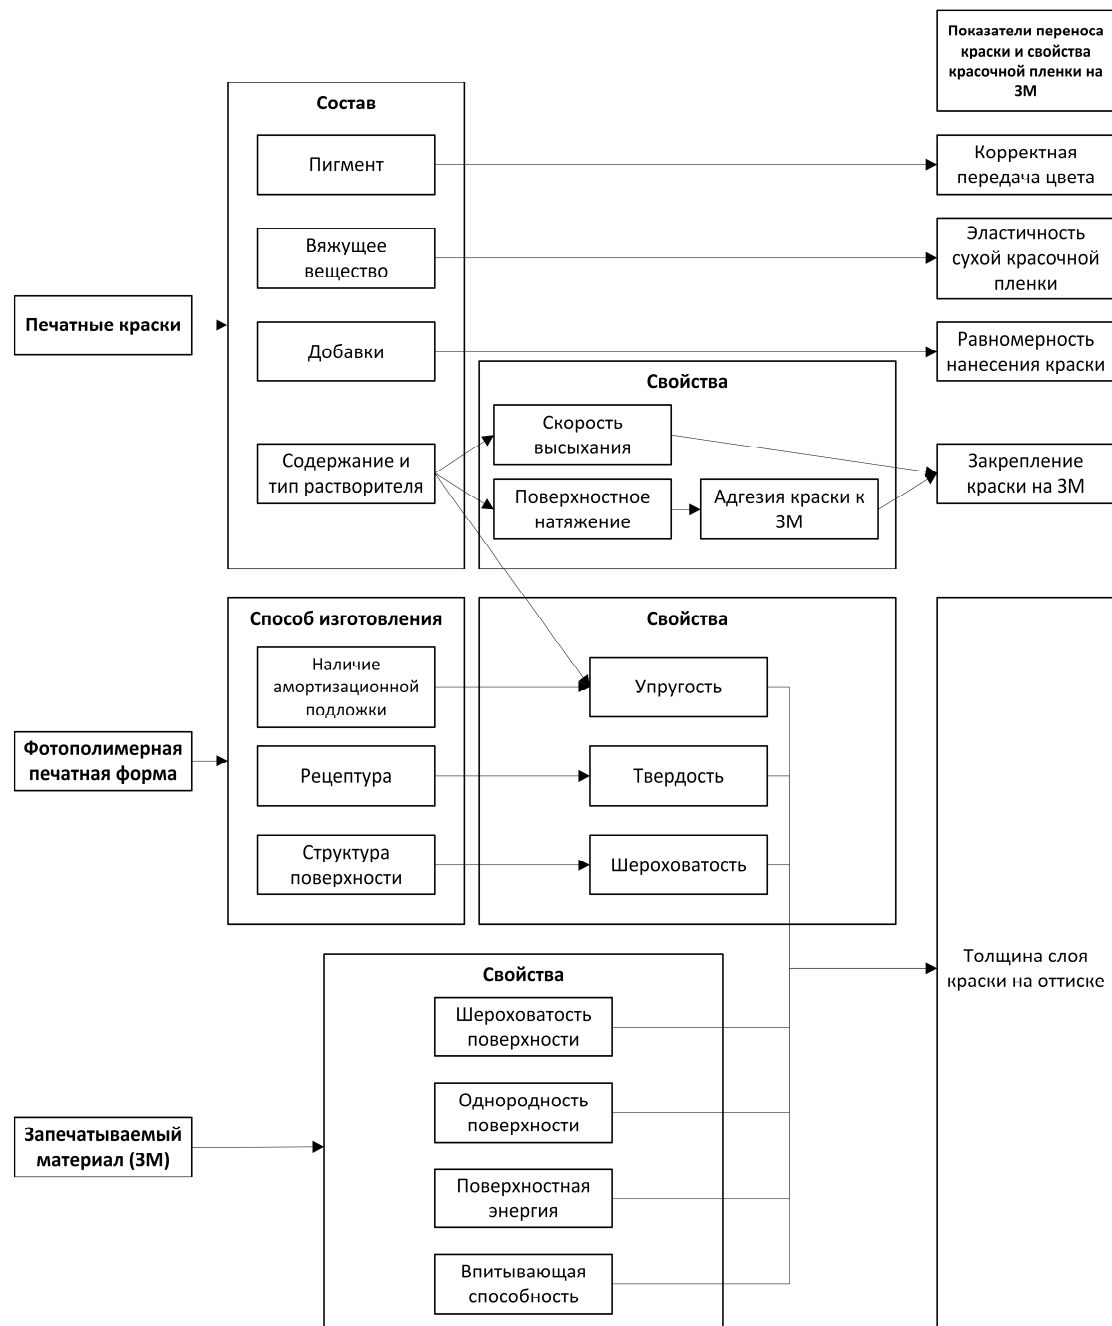 Показатели переноса
краски и свойства
красочной пленки на
ЗМ
Состав
Пигмент
Корректная
передача цвета
Вяжущее
вещество
Эластичность
сухой красочной
пленки
Печатные краски
Добавки
Равномерность
нанесения краски
Свойства
Содержание и
тип растворителя
Скорость
высыхания
Поверхностное
натяжение
Адгезия краски к
ЗМ
Закрепление
краски на ЗМ
Способ изготовления
Свойства
Наличие
амортизационной
подложки
Упругость
Фотополимерная
печатная форма
Рецептура
Твердость
Структура
поверхности
Шероховатость
Толщина слоя
краски на оттиске
Свойства
Шероховатость
поверхности
Однородность
поверхности
Запечатываемый
материал (ЗМ)
Поверхностная
энергия
Впитывающая
способность